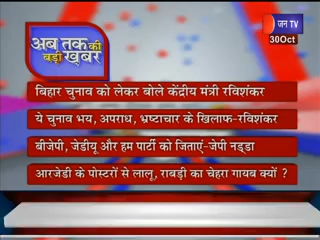 जन TV
30Oct
अब तक की
बड़ी ख़बर
बिहार चुनाव को लेकर बोले केंद्रीय मंत्री रविशंकर
ये चुनाव भय, अपराध, भ्रष्टाचार के खिलाफ-रविशंकर
बीजेपी, जेडीयू और हम पार्टी को जिताएं-जेपी नड्डा
आरजेडी के पोस्टरों से लालू, राबड़ी का चेहरा गायब क्यों ?